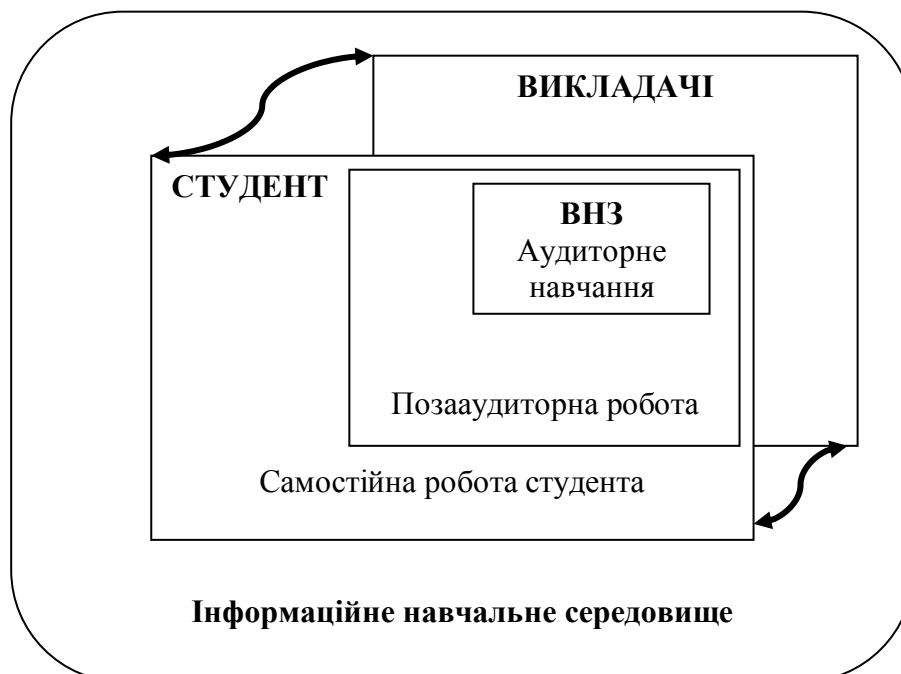 ВИКЛАДАЧІ
СТУДЕНТ
ВНЗ
Аудиторне
навчання
Позааудиторна робота
Самостійна робота студента
Інформаційне навчальне середовище